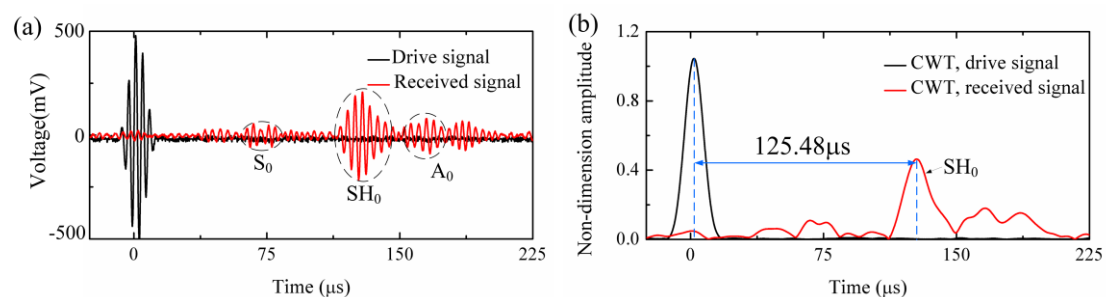 (a)
500
Drive signal
Received signal
Voltage(mV)
0
S0
SH0
A0
-500
0
75
150
225
Time (μs)
(b)
1.2
CWT, drive signal
CWT, received signal
Non-dimension amplitude
0.8
125.48μs
0.4
SH0
0.0
0
75
150
225
Time (μs)